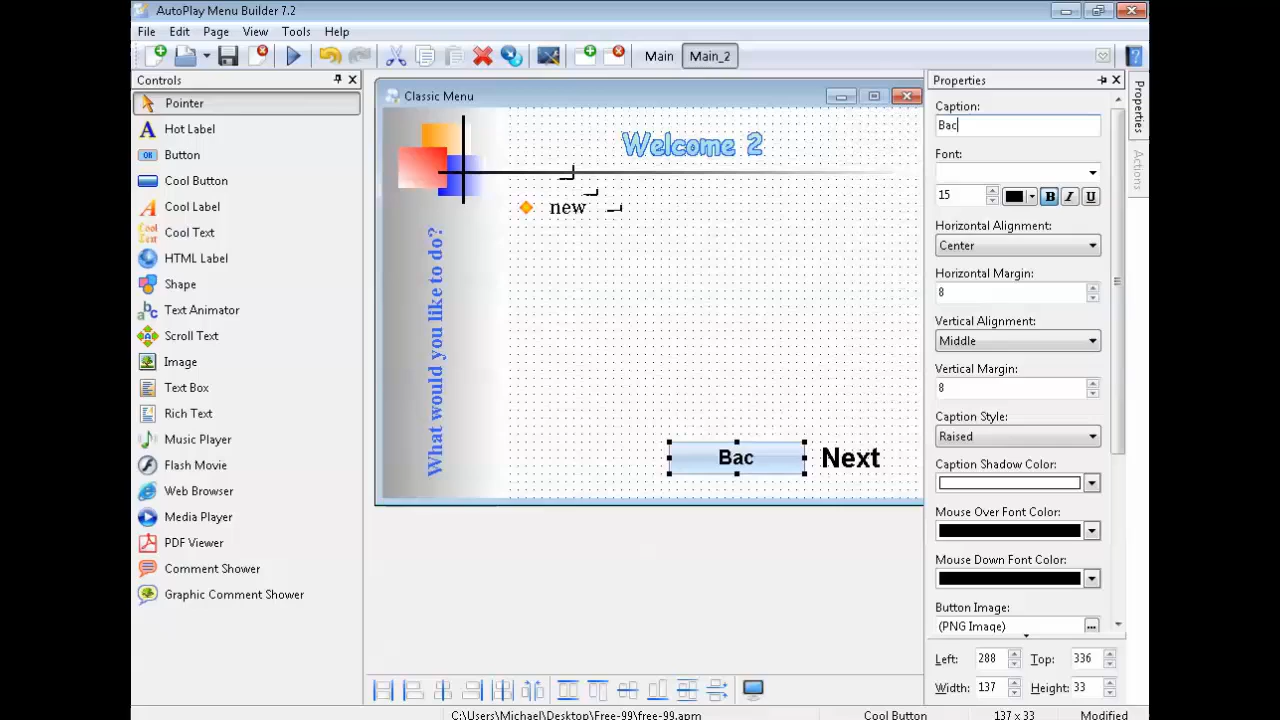 AutoPlay Menu Builder 7.2
File Edit Page View Tools Help
Main Main_2
Controls
Pointer
Hot Label
Button
Cool Button
Cool Label
Cool Text
HTML Label
Shape
Text Animator
Scroll Text
Image
Text Box
Rich Text
Music Player
Flash Movie
Web Browser
Media Player
PDF Viewer
Comment Shower
Graphic Comment Shower
Classic Menu
Welcome 2
new
What would you like to do?
Bac
Next
Properties
Caption:
Bac
Font:
15 B I U
Horizontal Alignment:
Center
Horizontal Margin:
8
Vertical Alignment:
Middle
Vertical Margin:
8
Caption Style:
Raised
Caption Shadow Color:
Mouse Over Font Color:
Mouse Down Font Color:
Button Image:
(PNG Image) ...
Left: 288 Top: 336
Width: 137 Height: 33
Properties
Actions
C:\Users\Michael\Desktop\Free-99\free-99.apm Cool Button 137 x 33 Modified